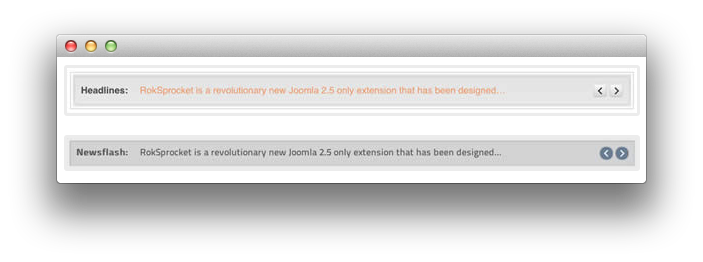 Headlines: RokSprocket is a revolutionary new Joomla 2.5 only extension that has been designed...
Newsflash: RokSprocket is a revolutionary new Joomla 2.5 only extension that has been designed...